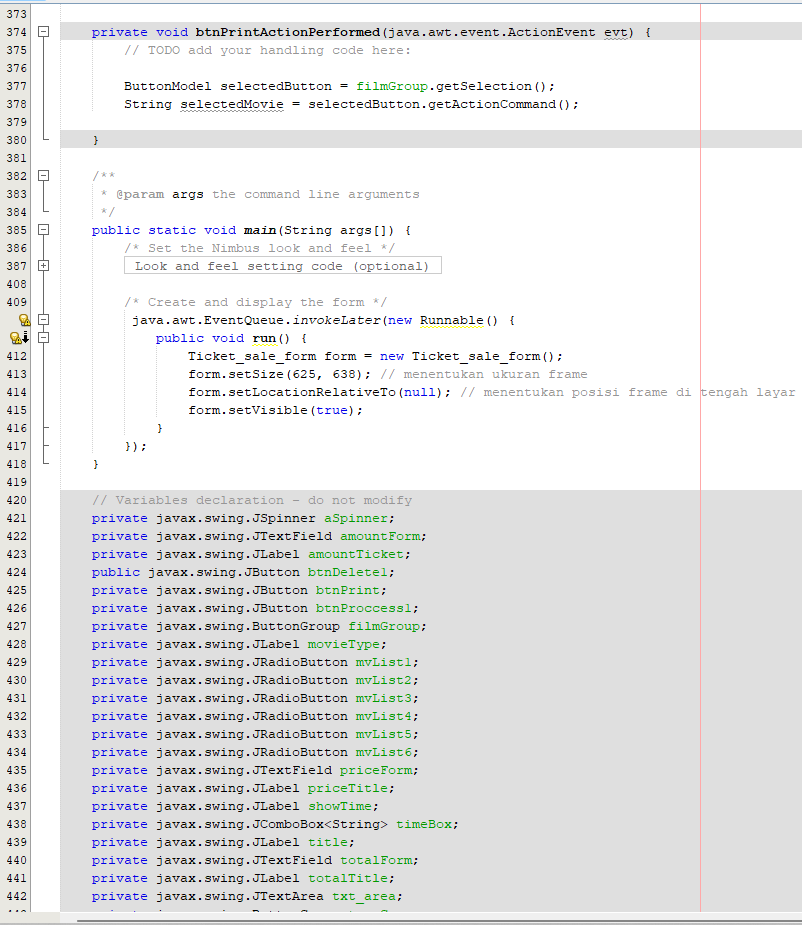 373
374 private void btnPrintActionPerformed(java.awt.event.ActionEvent evt) {
375 // TODO add your handling code here:
376
377 ButtonModel selectedButton = filmGroup.getSelection();
378 String selectedMovie = selectedButton.getActionCommand();
379
380 }
381
382 /**
383 * @param args the command line arguments
384 */
385 public static void main(String args[]) {
386 /* Set the Nimbus look and feel */
387 Look and feel setting code (optional)
408
409 /* Create and display the form */
java.awt.EventQueue.invokeLater(new Runnable() {
public void run() {
412 Ticket_sale_form form = new Ticket_sale_form();
413 form.setSize(625, 638); // menentukan ukuran frame
414 form.setLocationRelativeTo(null); // menentukan posisi frame di tengah layar
415 form.setVisible(true);
416 }
417 });
418 }
419
420 // Variables declaration - do not modify
421 private javax.swing.JSpinner aSpinner;
422 private javax.swing.JTextField amountForm;
423 private javax.swing.JLabel amountTicket;
424 public javax.swing.JButton btnDelete1;
425 private javax.swing.JButton btnPrint;
426 private javax.swing.JButton btnProccess1;
427 private javax.swing.ButtonGroup filmGroup;
428 private javax.swing.JLabel movieType;
429 private javax.swing.JRadioButton mvList1;
430 private javax.swing.JRadioButton mvList2;
431 private javax.swing.JRadioButton mvList3;
432 private javax.swing.JRadioButton mvList4;
433 private javax.swing.JRadioButton mvList5;
434 private javax.swing.JRadioButton mvList6;
435 private javax.swing.JTextField priceForm;
436 private javax.swing.JLabel priceTitle;
437 private javax.swing.JLabel showTime;
438 private javax.swing.JComboBox<String> timeBox;
439 private javax.swing.JLabel title;
440 private javax.swing.JTextField totalForm;
441 private javax.swing.JLabel totalTitle;
442 private javax.swing.JTextArea txt_area;